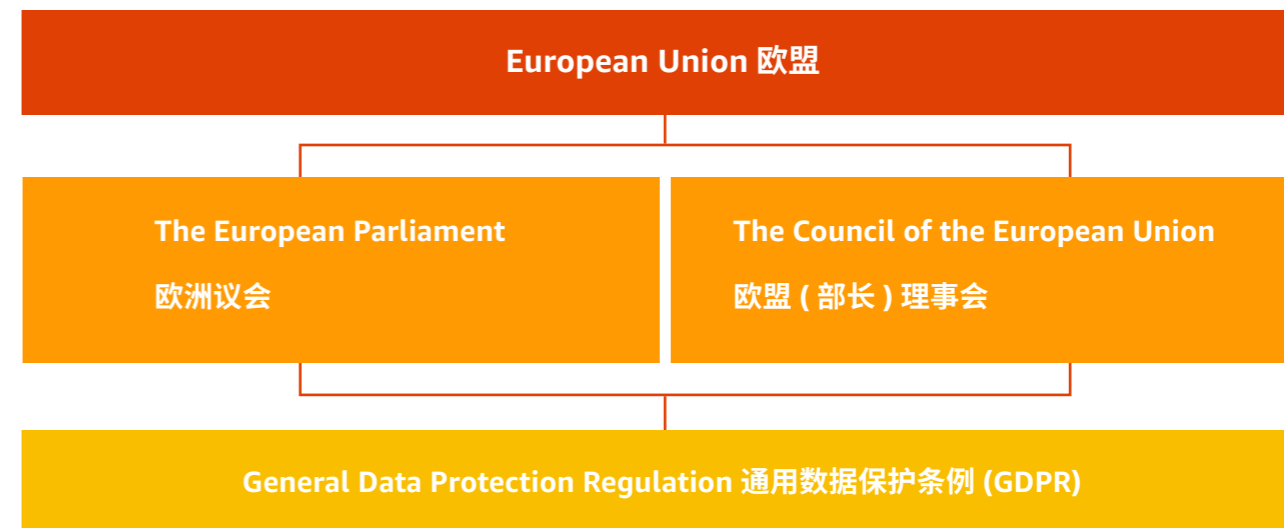 European Union 欧盟
The European Parliament
欧洲议会
The Council of the European Union
欧盟 ( 部长 ) 理事会
General Data Protection Regulation 通用数据保护条例 (GDPR)